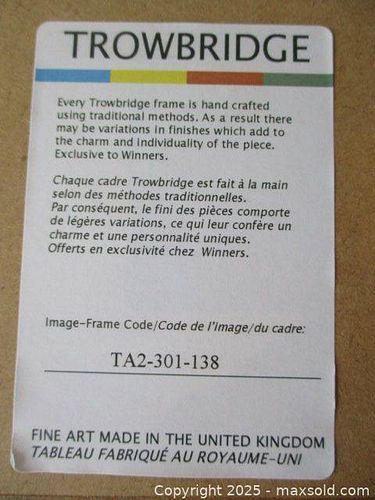 TROWBRIDGE
Every Trowbridge frame is hand crafted
using traditional methods. As a result there
may be variations in finishes which add to
the charm and individuality of the piece.
Exclusive to Winners.
Chaque cadre Trowbridge est fait à la main
selon des méthodes traditionnelles.
Par conséquent, le fini des pièces comporte
de légères variations, ce qui leur confère un
charme et une personnalité uniques.
Offerts en exclusivité chez Winners.
Image-Frame Code/Code de l'image/du cadre:
TA2-301-138
FINE ART MADE IN THE UNITED KINGDOM
TABLEAU FABRIQUÉ AU ROYAUME-UNI
Copyright © 2025 - maxsold.com